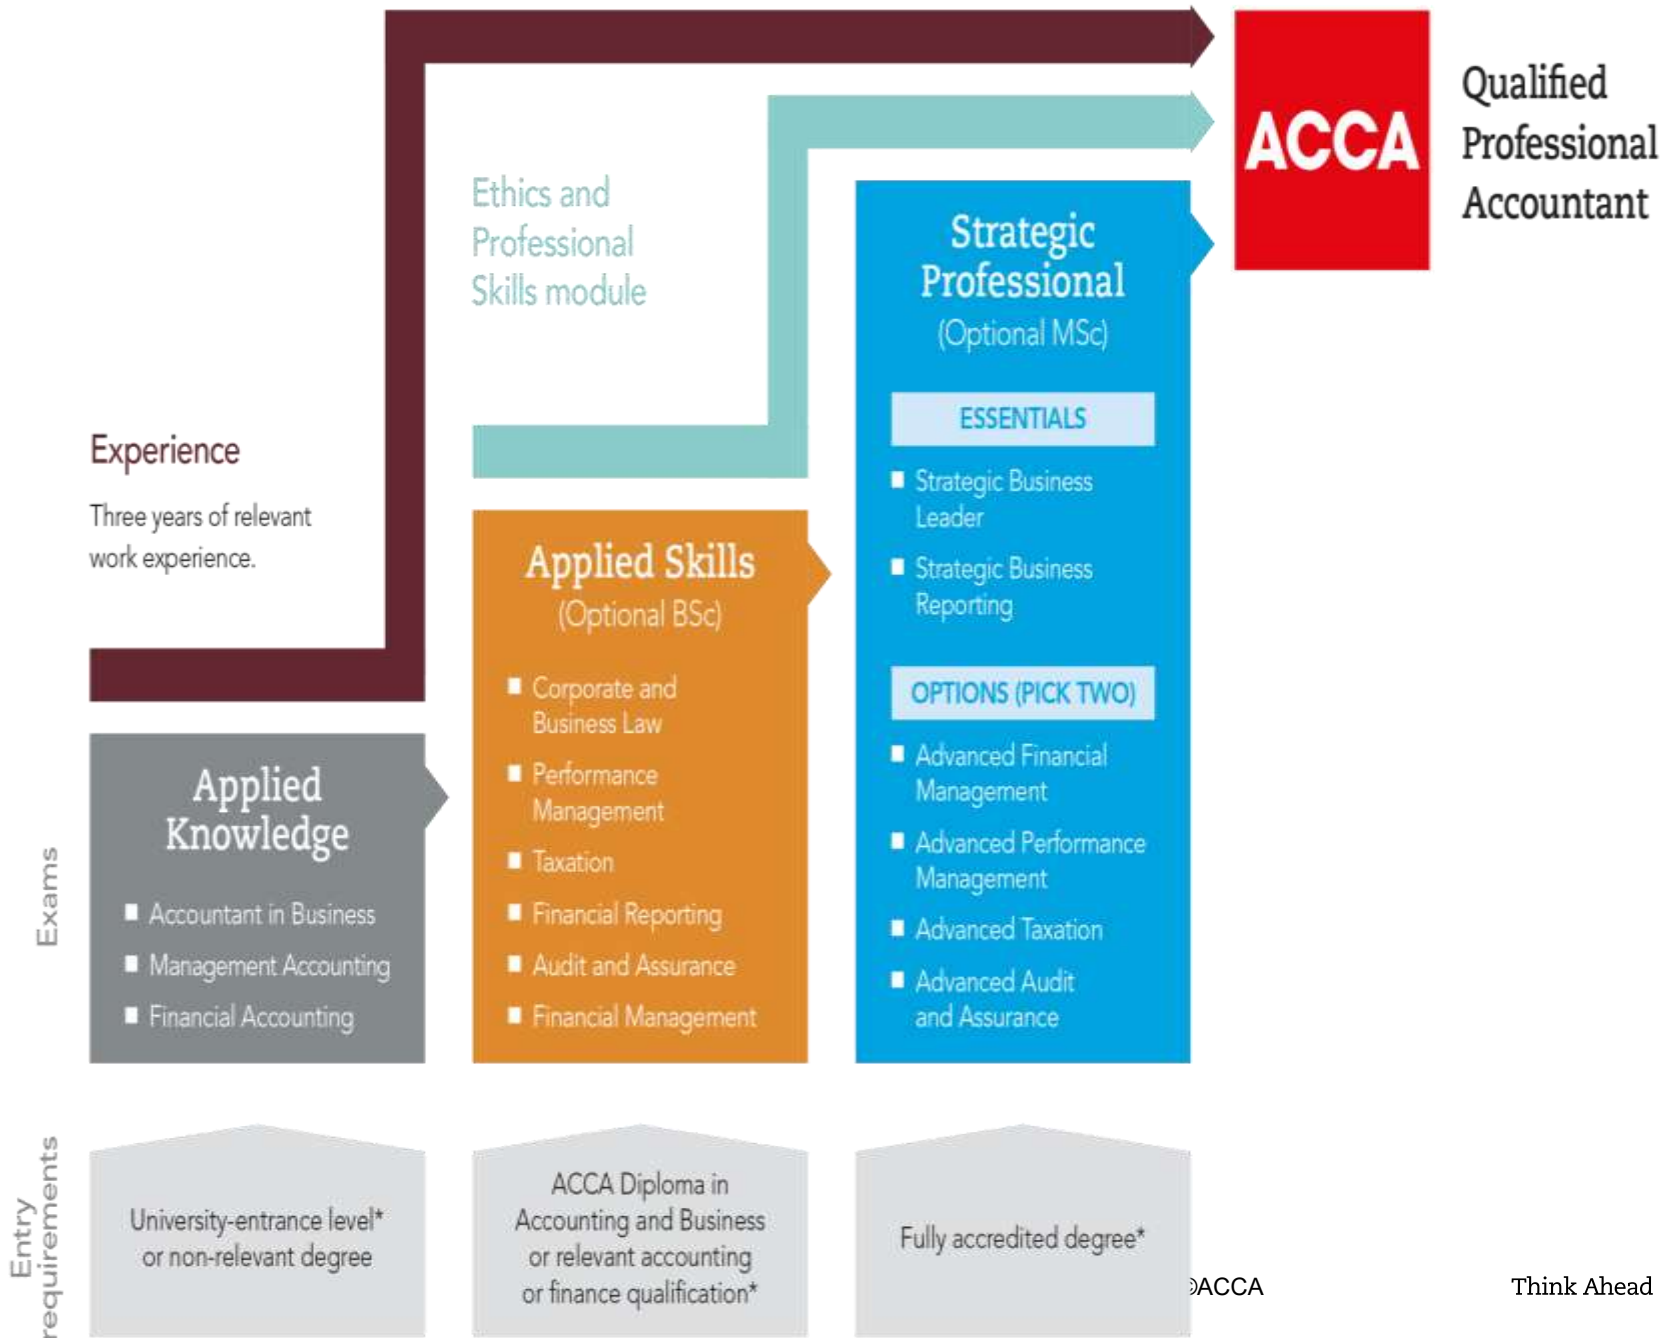 ACCA
Qualified
Professional
Accountant
Ethics and
Professional
Skills module
Experience
Three years of relevant
work experience.
Exams
Applied
Knowledge
Accountant in Business
Management Accounting
Financial Accounting
Applied Skills
(Optional BSc)
Corporate and
Business Law
Performance
Management
Taxation
Financial Reporting
Audit and Assurance
Financial Management
Strategic
Professional
(Optional MSc)
ESSENTIALS
Strategic Business
Leader
Strategic Business
Reporting
OPTIONS (PICK TWO)
Advanced Financial
Management
Advanced Performance
Management
Advanced Taxation
Advanced Audit
and Assurance
Entry
requirements
University-entrance level*
or non-relevant degree
ACCA Diploma in
Accounting and Business
or relevant accounting
or finance qualification*
Fully accredited degree*
©ACCA
Think Ahead